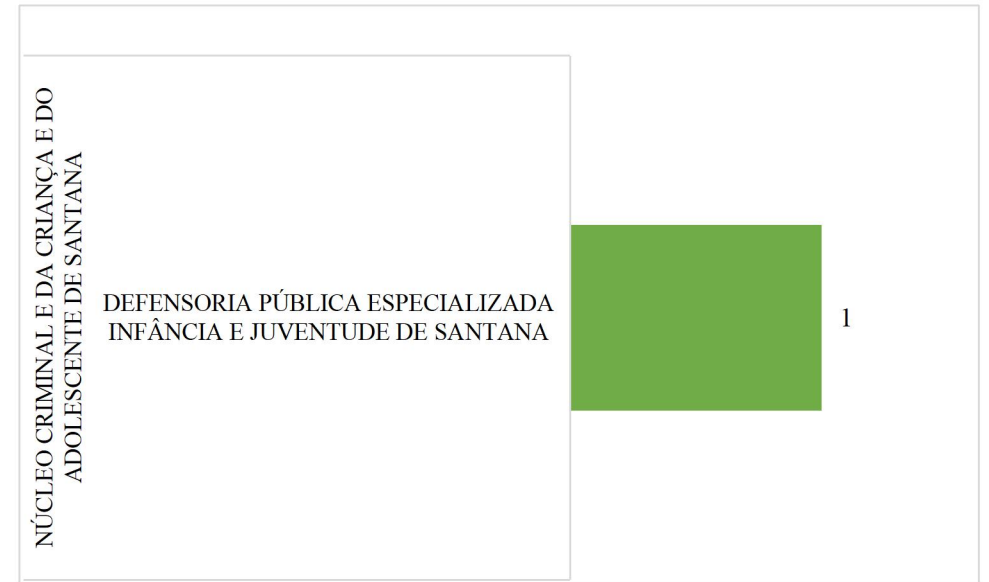 NÚCLEO CRIMINAL E DA CRIANÇA E DO
ADOLESCENTE DE SANTANA
DEFENSORIA PÚBLICA ESPECIALIZADA
INFÂNCIA E JUVENTUDE DE SANTANA
1